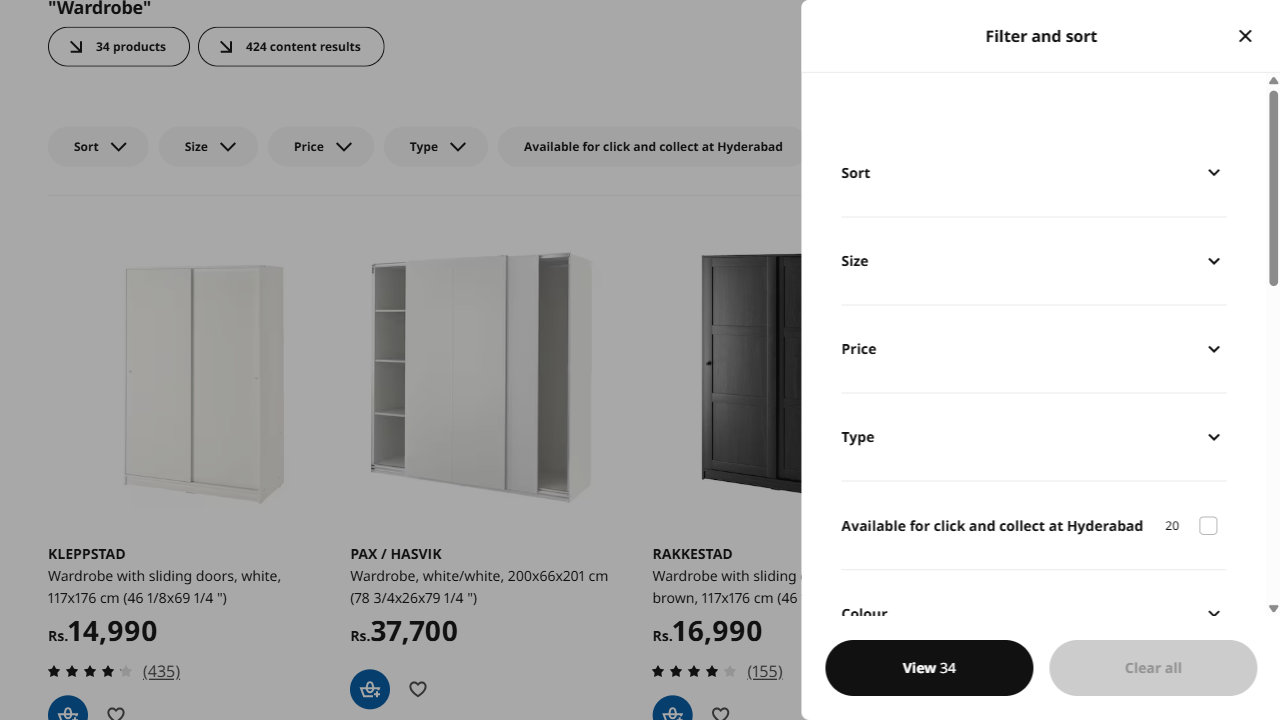 "Wardrobe"
34 products
424 content results
Sort
Size
Price
Type
Available for click and collect at Hyderabad
KLEPPSTAD
Wardrobe with sliding doors, white,
117x176 cm (46 1/8x69 1/4 ")
Rs.14,990
(435)
PAX / HASVIK
Wardrobe, white/white, 200x66x201 cm
(78 3/4x26x79 1/4 ")
Rs.37,700
RAKKESTAD
Wardrobe with sliding
brown, 117x176 cm (46
Rs.16,990
(155)
Filter and sort
Sort
Size
Price
Type
Available for click and collect at Hyderabad 20
Colour
View 34
Clear all